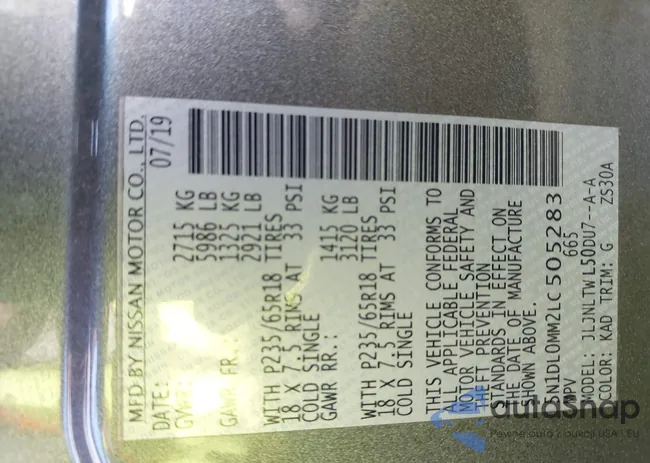 MFD BY NISSAN MOTOR CO., LTD.
DATE: 07/19
GVWR: 2715 KG
5986 LB
GAWR FR.: 1325 KG
2921 LB
WITH P235/65R18 TIRES
18 X 7.5 RIMS AT 33 PSI
COLD SINGLE
GAWR RR.: 1415 KG
3120 LB
WITH P235/65R18 TIRES
18 X 7.5 RIMS AT 33 PSI
COLD SINGLE
THIS VEHICLE CONFORMS TO
ALL APPLICABLE FEDERAL
MOTOR VEHICLE SAFETY AND
THEFT PREVENTION
STANDARDS IN EFFECT ON
THE DATE OF MANUFACTURE
SHOWN ABOVE.
5N1DL0MM2LC505283
MPV 665
MODEL: JLJNLTWL50DU7--A-A
COLOR: KAD TRIM: G ZS30A
autoSnap